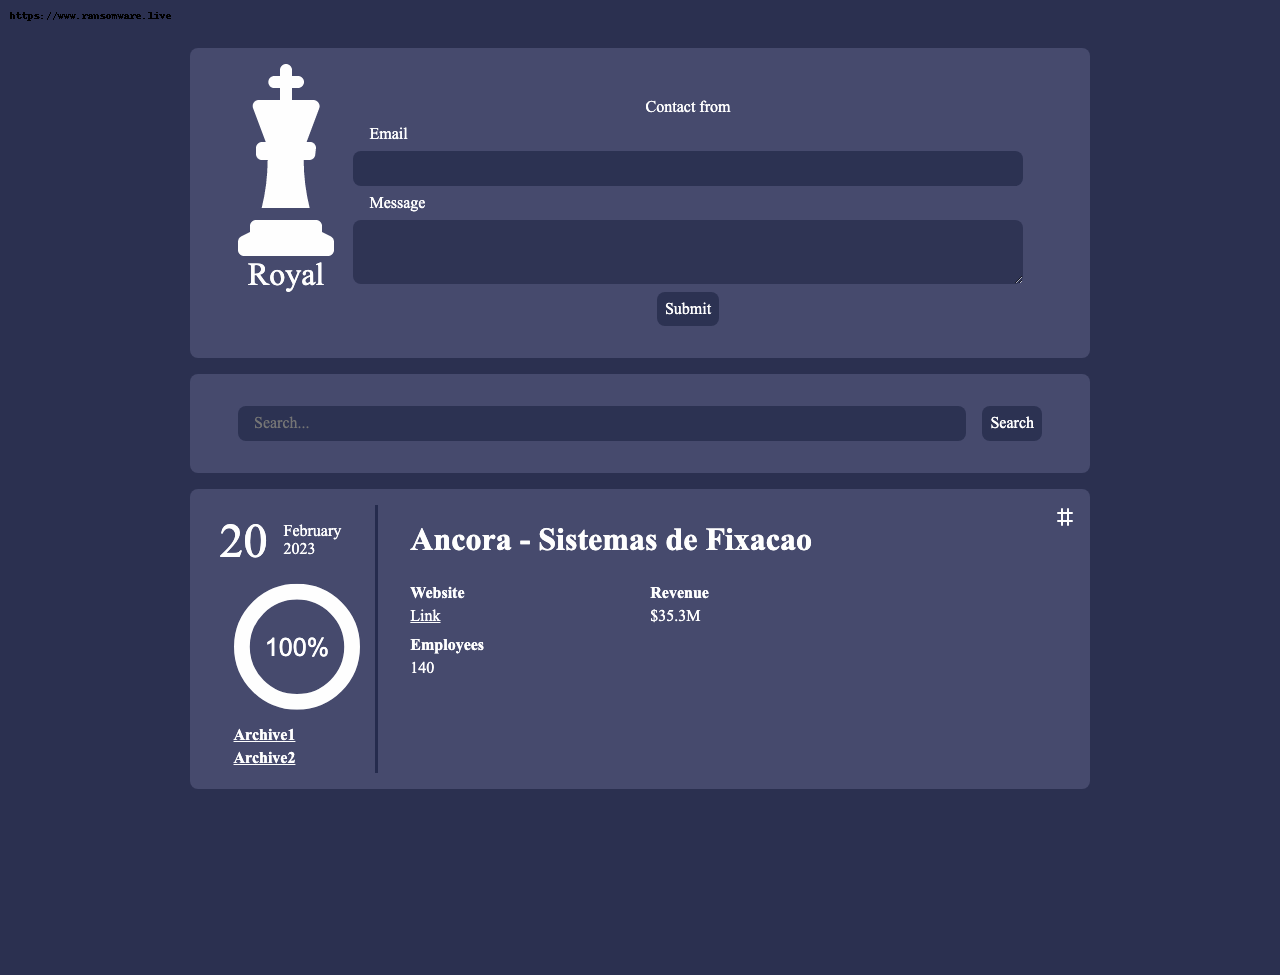 https://www.ransomware.live
Royal
Contact from
Email
Message
Submit
Search...
Search
20
February
2023
100%
Archive1
Archive2
Ancora - Sistemas de Fixacao
#
Website
Link
Revenue
$35.3M
Employees
140